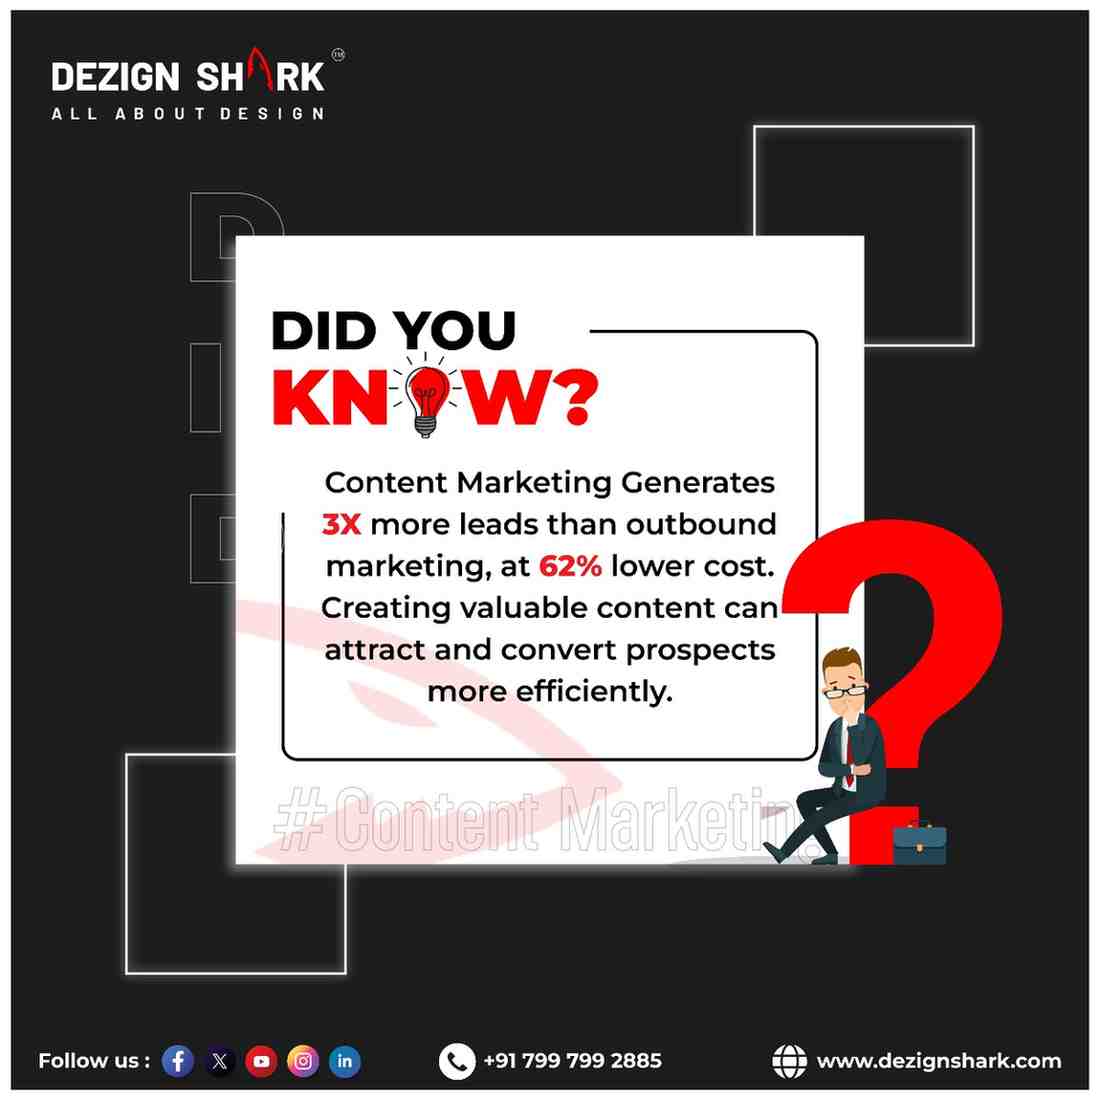 DEZIGN SHARK
TM
ALL ABOUT DESIGN
DID
DID YOU
KNOW?
Content Marketing Generates
3X more leads than outbound
marketing, at 62% lower cost.
Creating valuable content can
attract and convert prospects
more efficiently.
#Content Marketing
Follow us :
+91 799 799 2885
www.dezignshark.com